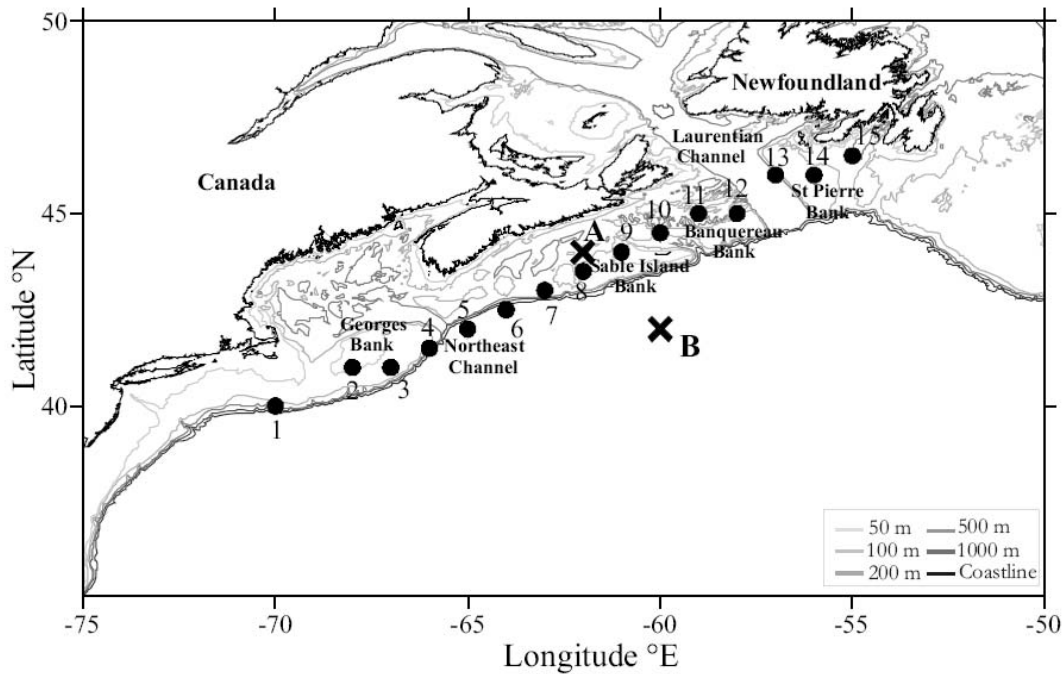 50
Newfoundland
Laurentian
Channel
15
13
14
Canada
St Pierre
Bank
11
12
45
10
A
9
Banquereau
Bank
Sable Island
Bank
8
7
5
6
Georges
Bank
4
Northeast
Channel
B
2
3
40
1
Latitude °N
50 m
500 m
100 m
1000 m
200 m
Coastline
-75
-70
-65
-60
-55
-50
Longitude °E